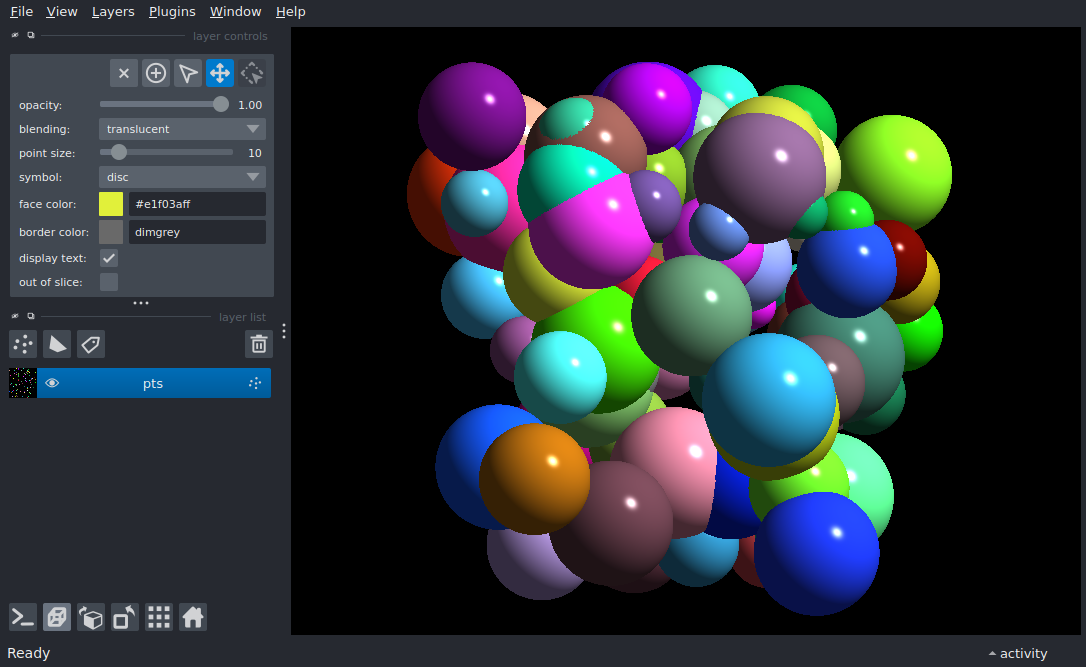 File View Layers Plugins Window Help
layer controls
opacity: 1.00
blending: translucent
point size: 10
symbol: disc
face color: #e1f03aff
border color: dimgrey
display text:
out of slice:
layer list
pts
Ready
activity